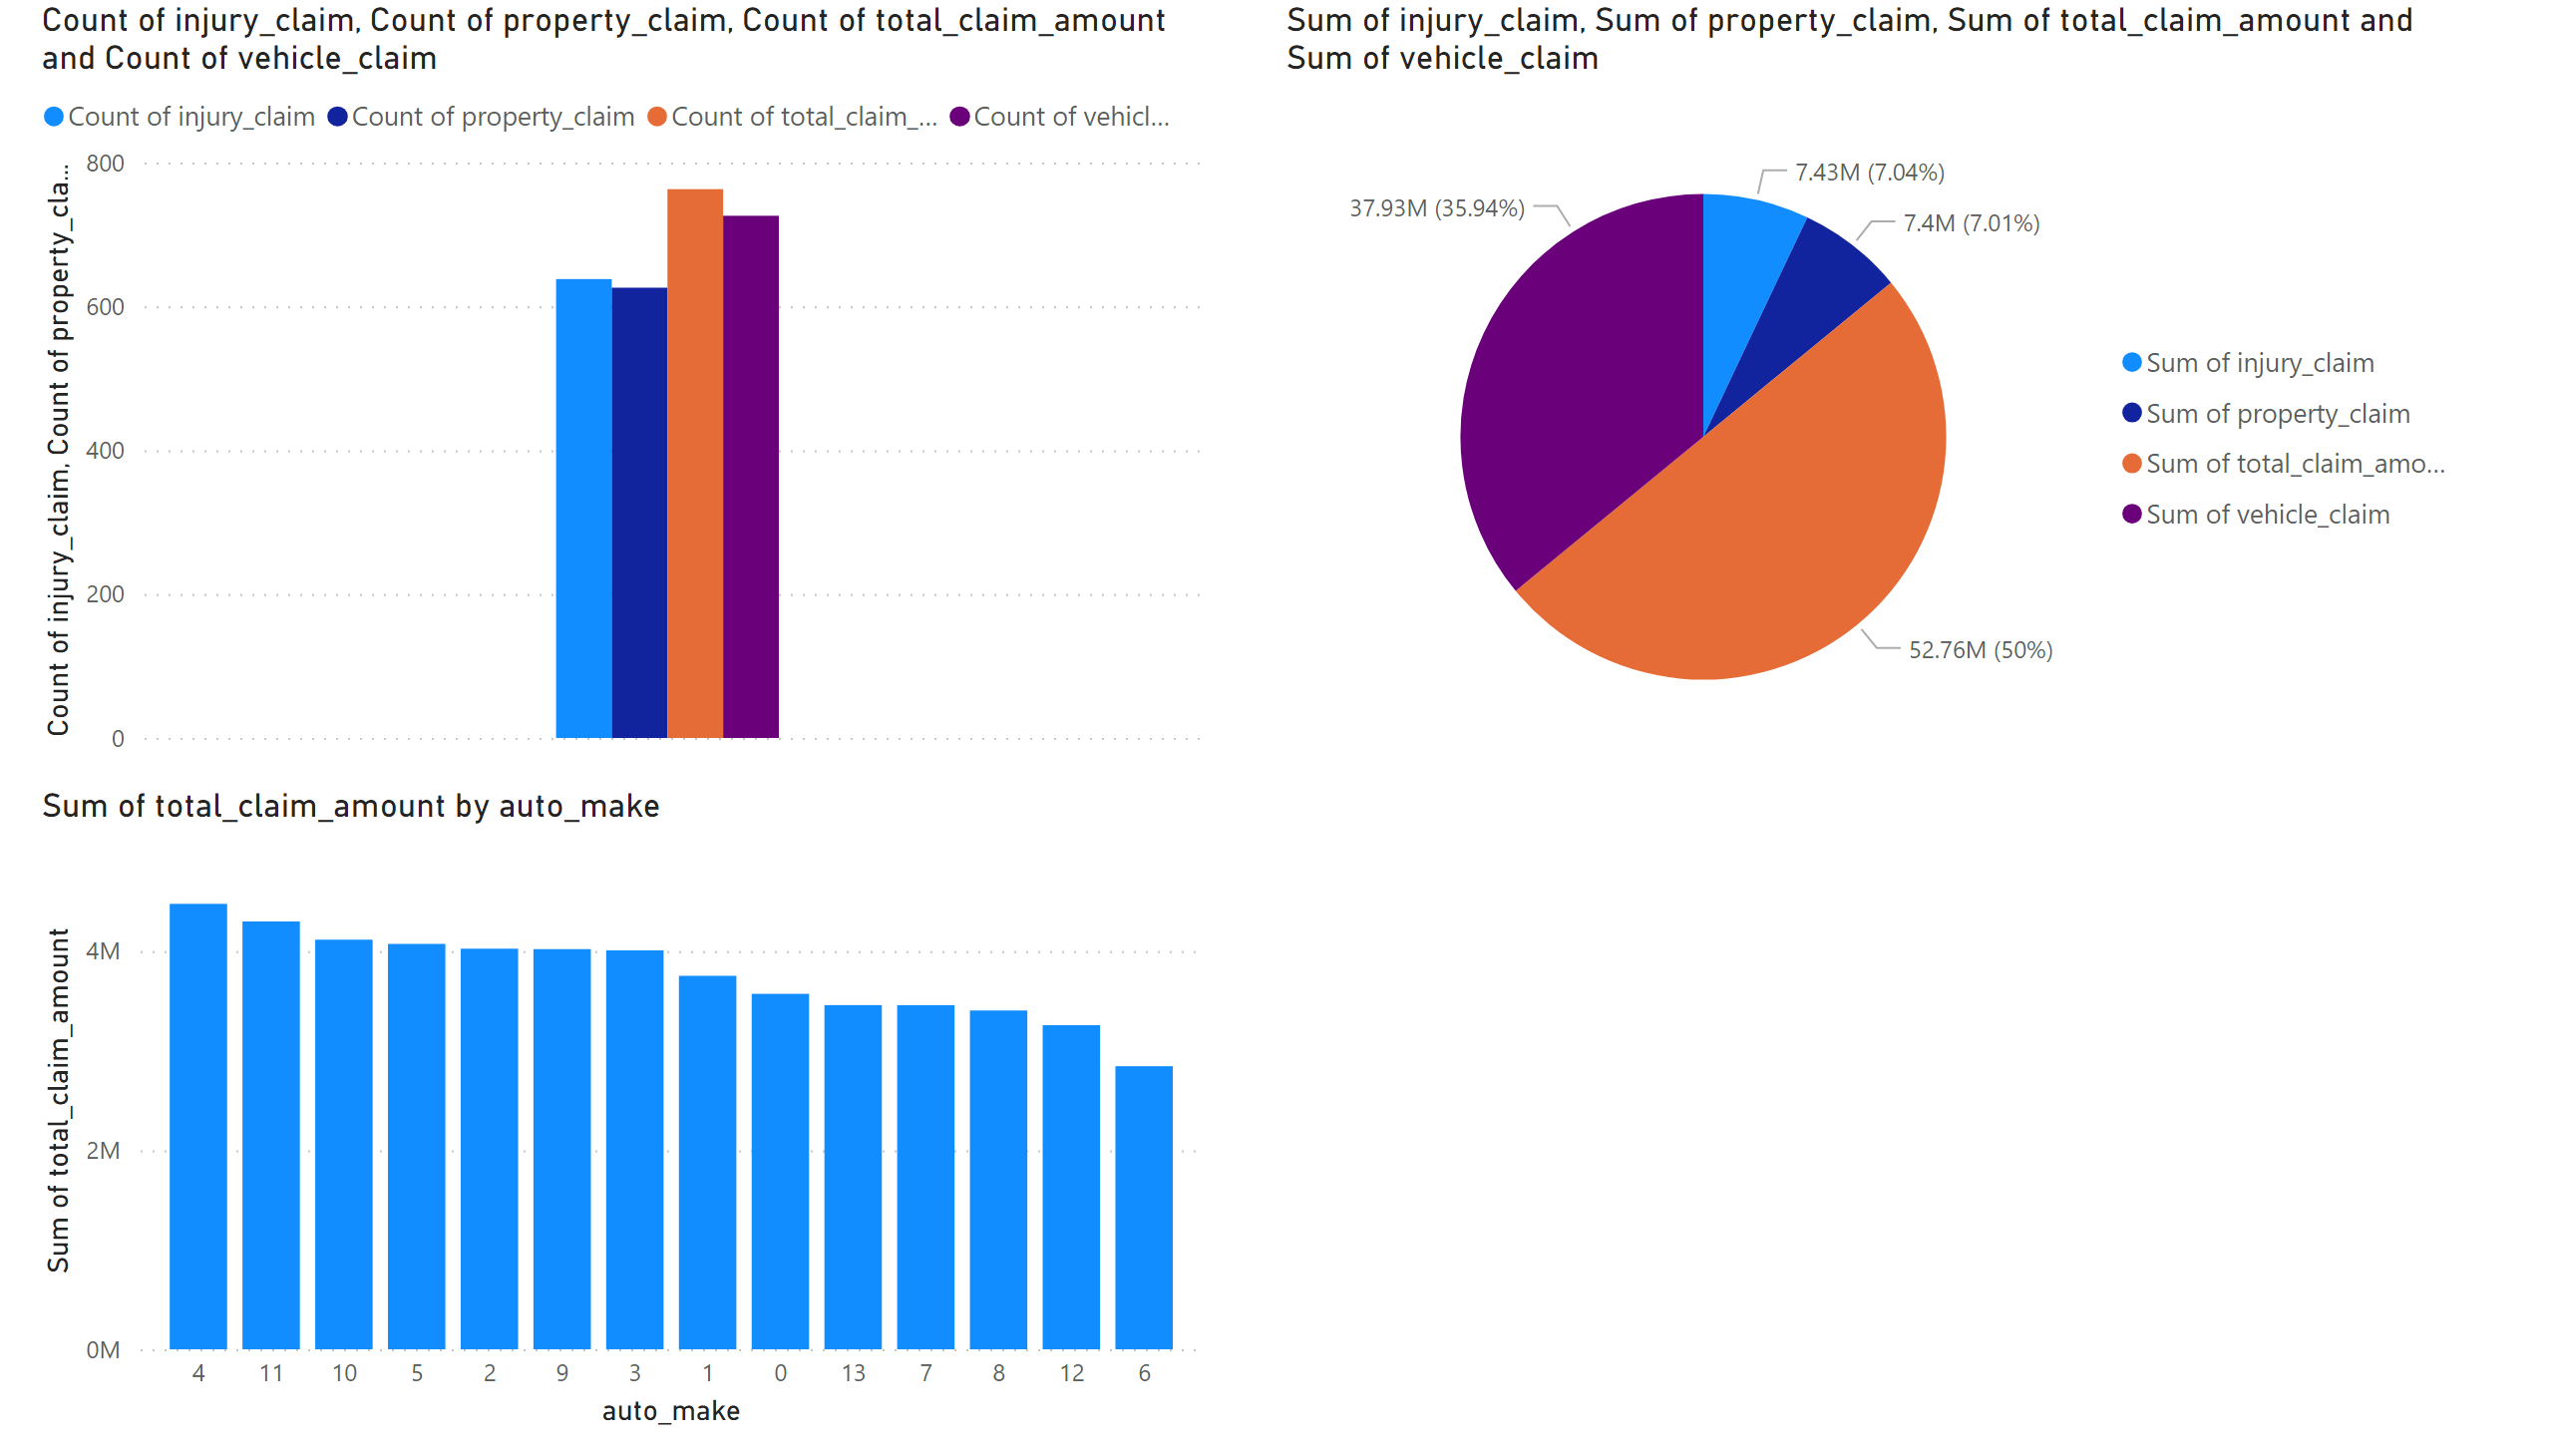 Count of injury_claim, Count of property_claim, Count of total_claim_amount
and Count of vehicle_claim
Count of injury_claim Count of property_claim Count of total_claim_... Count of vehicl...
Count of injury_claim, Count of property_cla...
800
600
400
200
0
Sum of injury_claim, Sum of property_claim, Sum of total_claim_amount and
Sum of vehicle_claim
7.43M (7.04%)
37.93M (35.94%)
7.4M (7.01%)
52.76M (50%)
Sum of injury_claim
Sum of property_claim
Sum of total_claim_amo...
Sum of vehicle_claim
Sum of total_claim_amount by auto_make
Sum of total_claim_amount
4M
2M
0M
4 11 10 5 2 9 3 1 0 13 7 8 12 6
auto_make